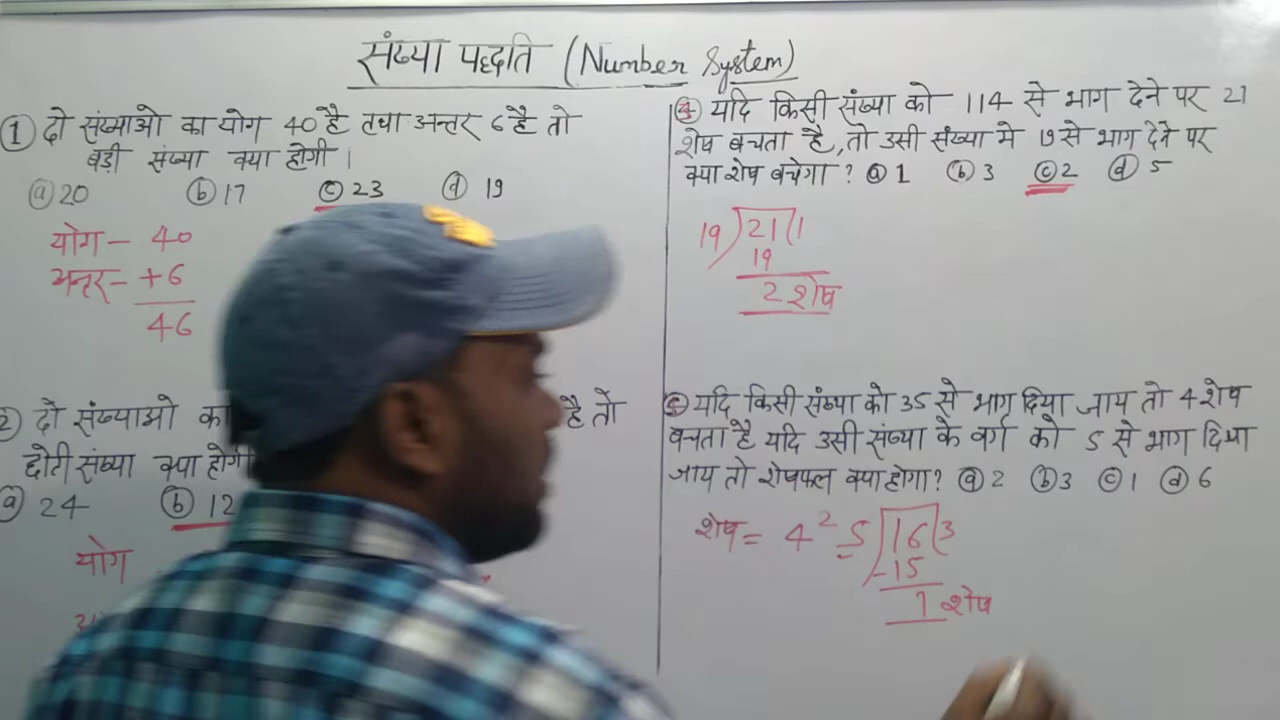 संख्या पद्धति (Number System)
① दो संख्याओ का योग 40 है तथा अन्तर 6 है तो
बड़ी संख्या क्या होगी ।
ⓐ 20 ⓑ 17 ⓒ 23 ⓓ 19
योग - 40
अन्तर - +6
46
② दो संख्याओ का है तो
छोटी संख्या क्या होगी
ⓐ 24 ⓑ 12
योग
④ यदि किसी संख्या को 114 से भाग देने पर 21
शेष बचता है, तो उसी संख्या मे 19 से भाग देने पर
क्या शेष बचेगा ? ⓐ 1 ⓑ 3 ⓒ 2 ⓓ 5
19 ) 21 ( 1
19
2 शेष
⑤ यदि किसी संख्या को 35 से भाग दिया जाय तो 4 शेष
बचता है यदि उसी संख्या के वर्ग को 5 से भाग दिया
जाय तो शेषफल क्या होगा ? ⓐ 2 ⓑ 3 ⓒ 1 ⓓ 6
शेष = 4² 5 ) 16 ( 3
-15
1 शेष